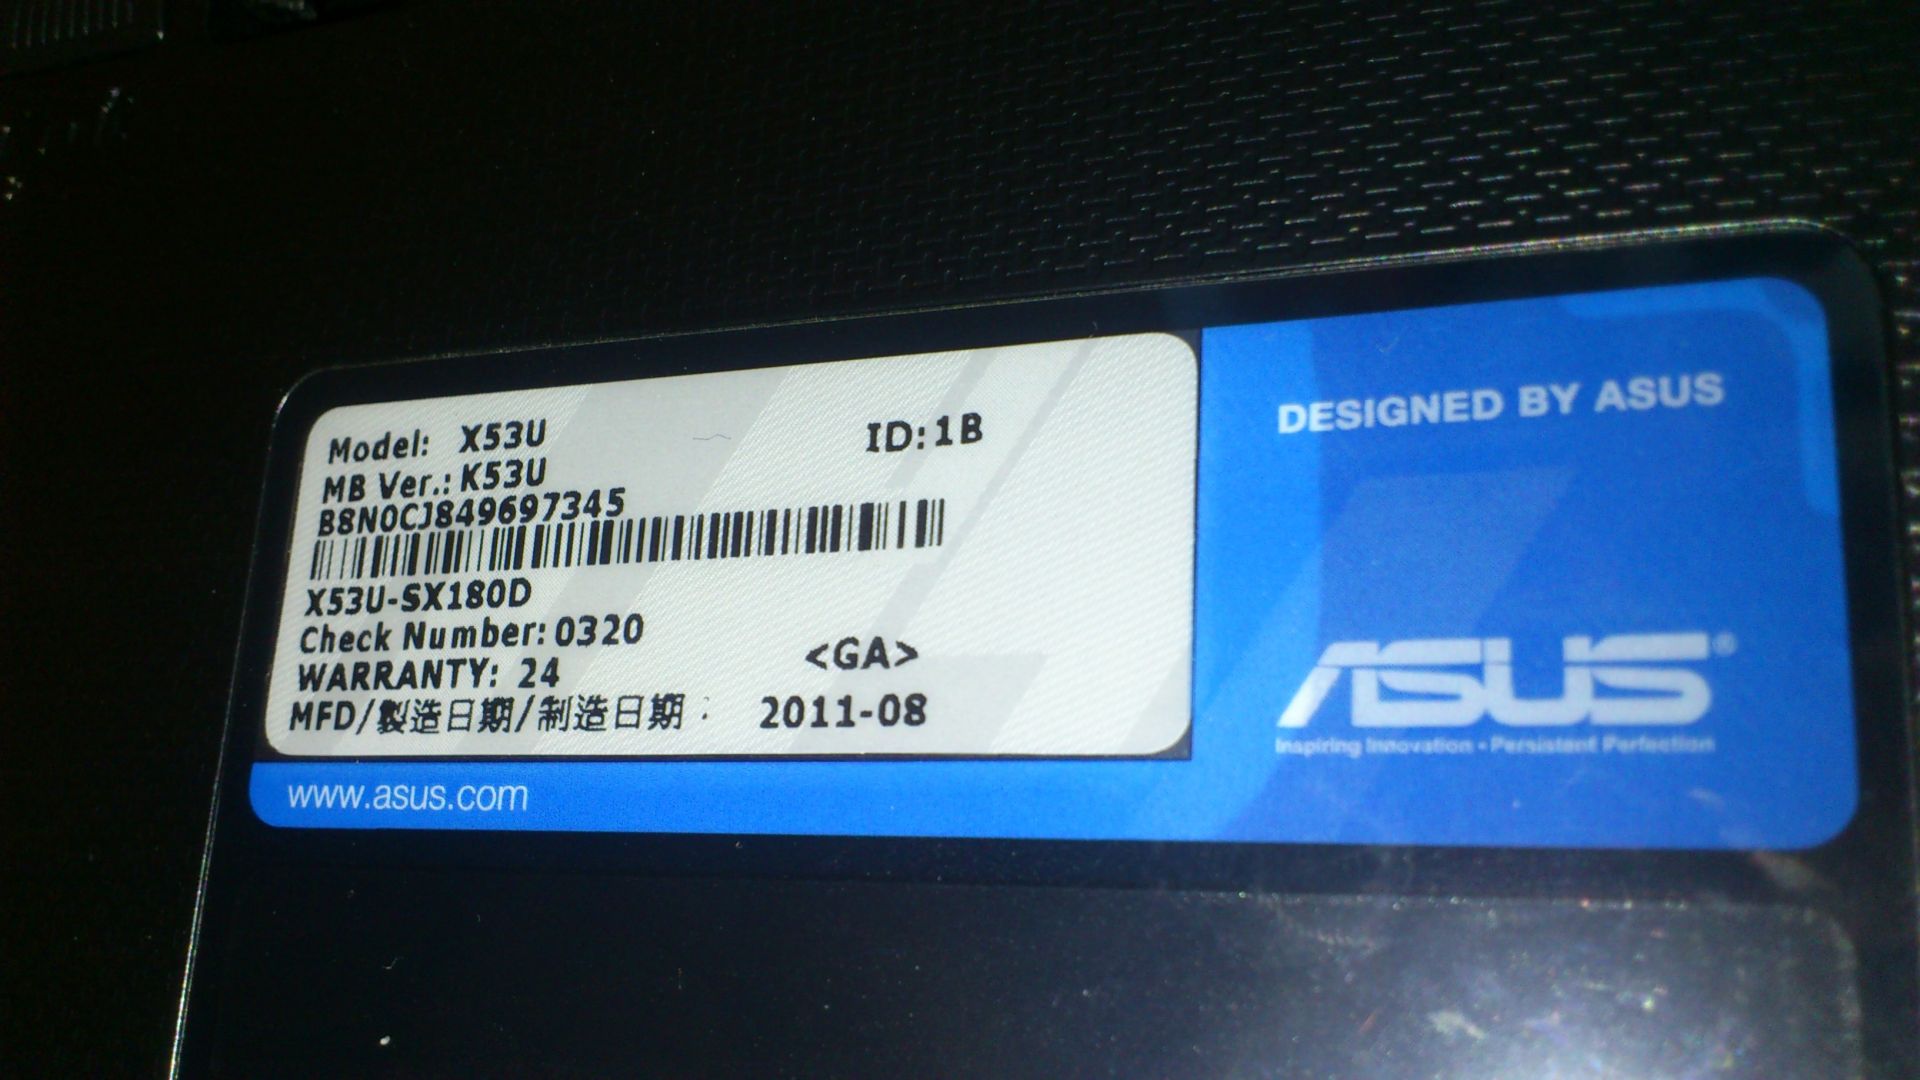 Model: X53U ID:1B
MB Ver.: K53U
B8N0CJ849697345
X53U-SX180D
Check Number: 0320
WARRANTY: 24 <GA>
MFD/製造日期/制造日期 : 2011-08
www.asus.com
DESIGNED BY ASUS
ASUS®
Inspiring Innovation • Persistent Perfection